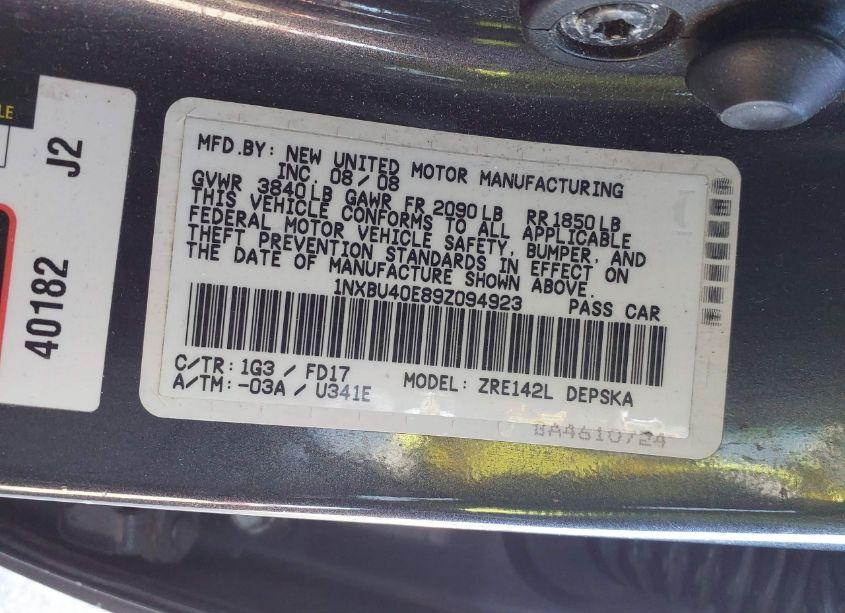 LE
J2
40182
MFD.BY: NEW UNITED MOTOR MANUFACTURING
INC. 08/08
GVWR 3840LB GAWR FR 2090LB RR1850LB
THIS VEHICLE CONFORMS TO ALL APPLICABLE
FEDERAL MOTOR VEHICLE SAFETY, BUMPER, AND
THEFT PREVENTION STANDARDS IN EFFECT ON
THE DATE OF MANUFACTURE SHOWN ABOVE.
1NXBU40E89Z094923 PASS CAR
C/TR: 1G3 / FD17
A/TM: -03A / U341E MODEL: ZRE142L DEPSKA
BA4610724